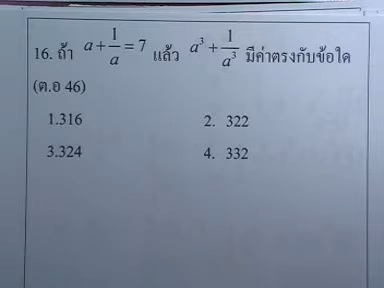 16. ถ้า a + 1/a = 7 แล้ว a³ + 1/a³ มีค่าตรงกับข้อใด
(ต.อ 46)
1.316 2. 322
3.324 4. 332